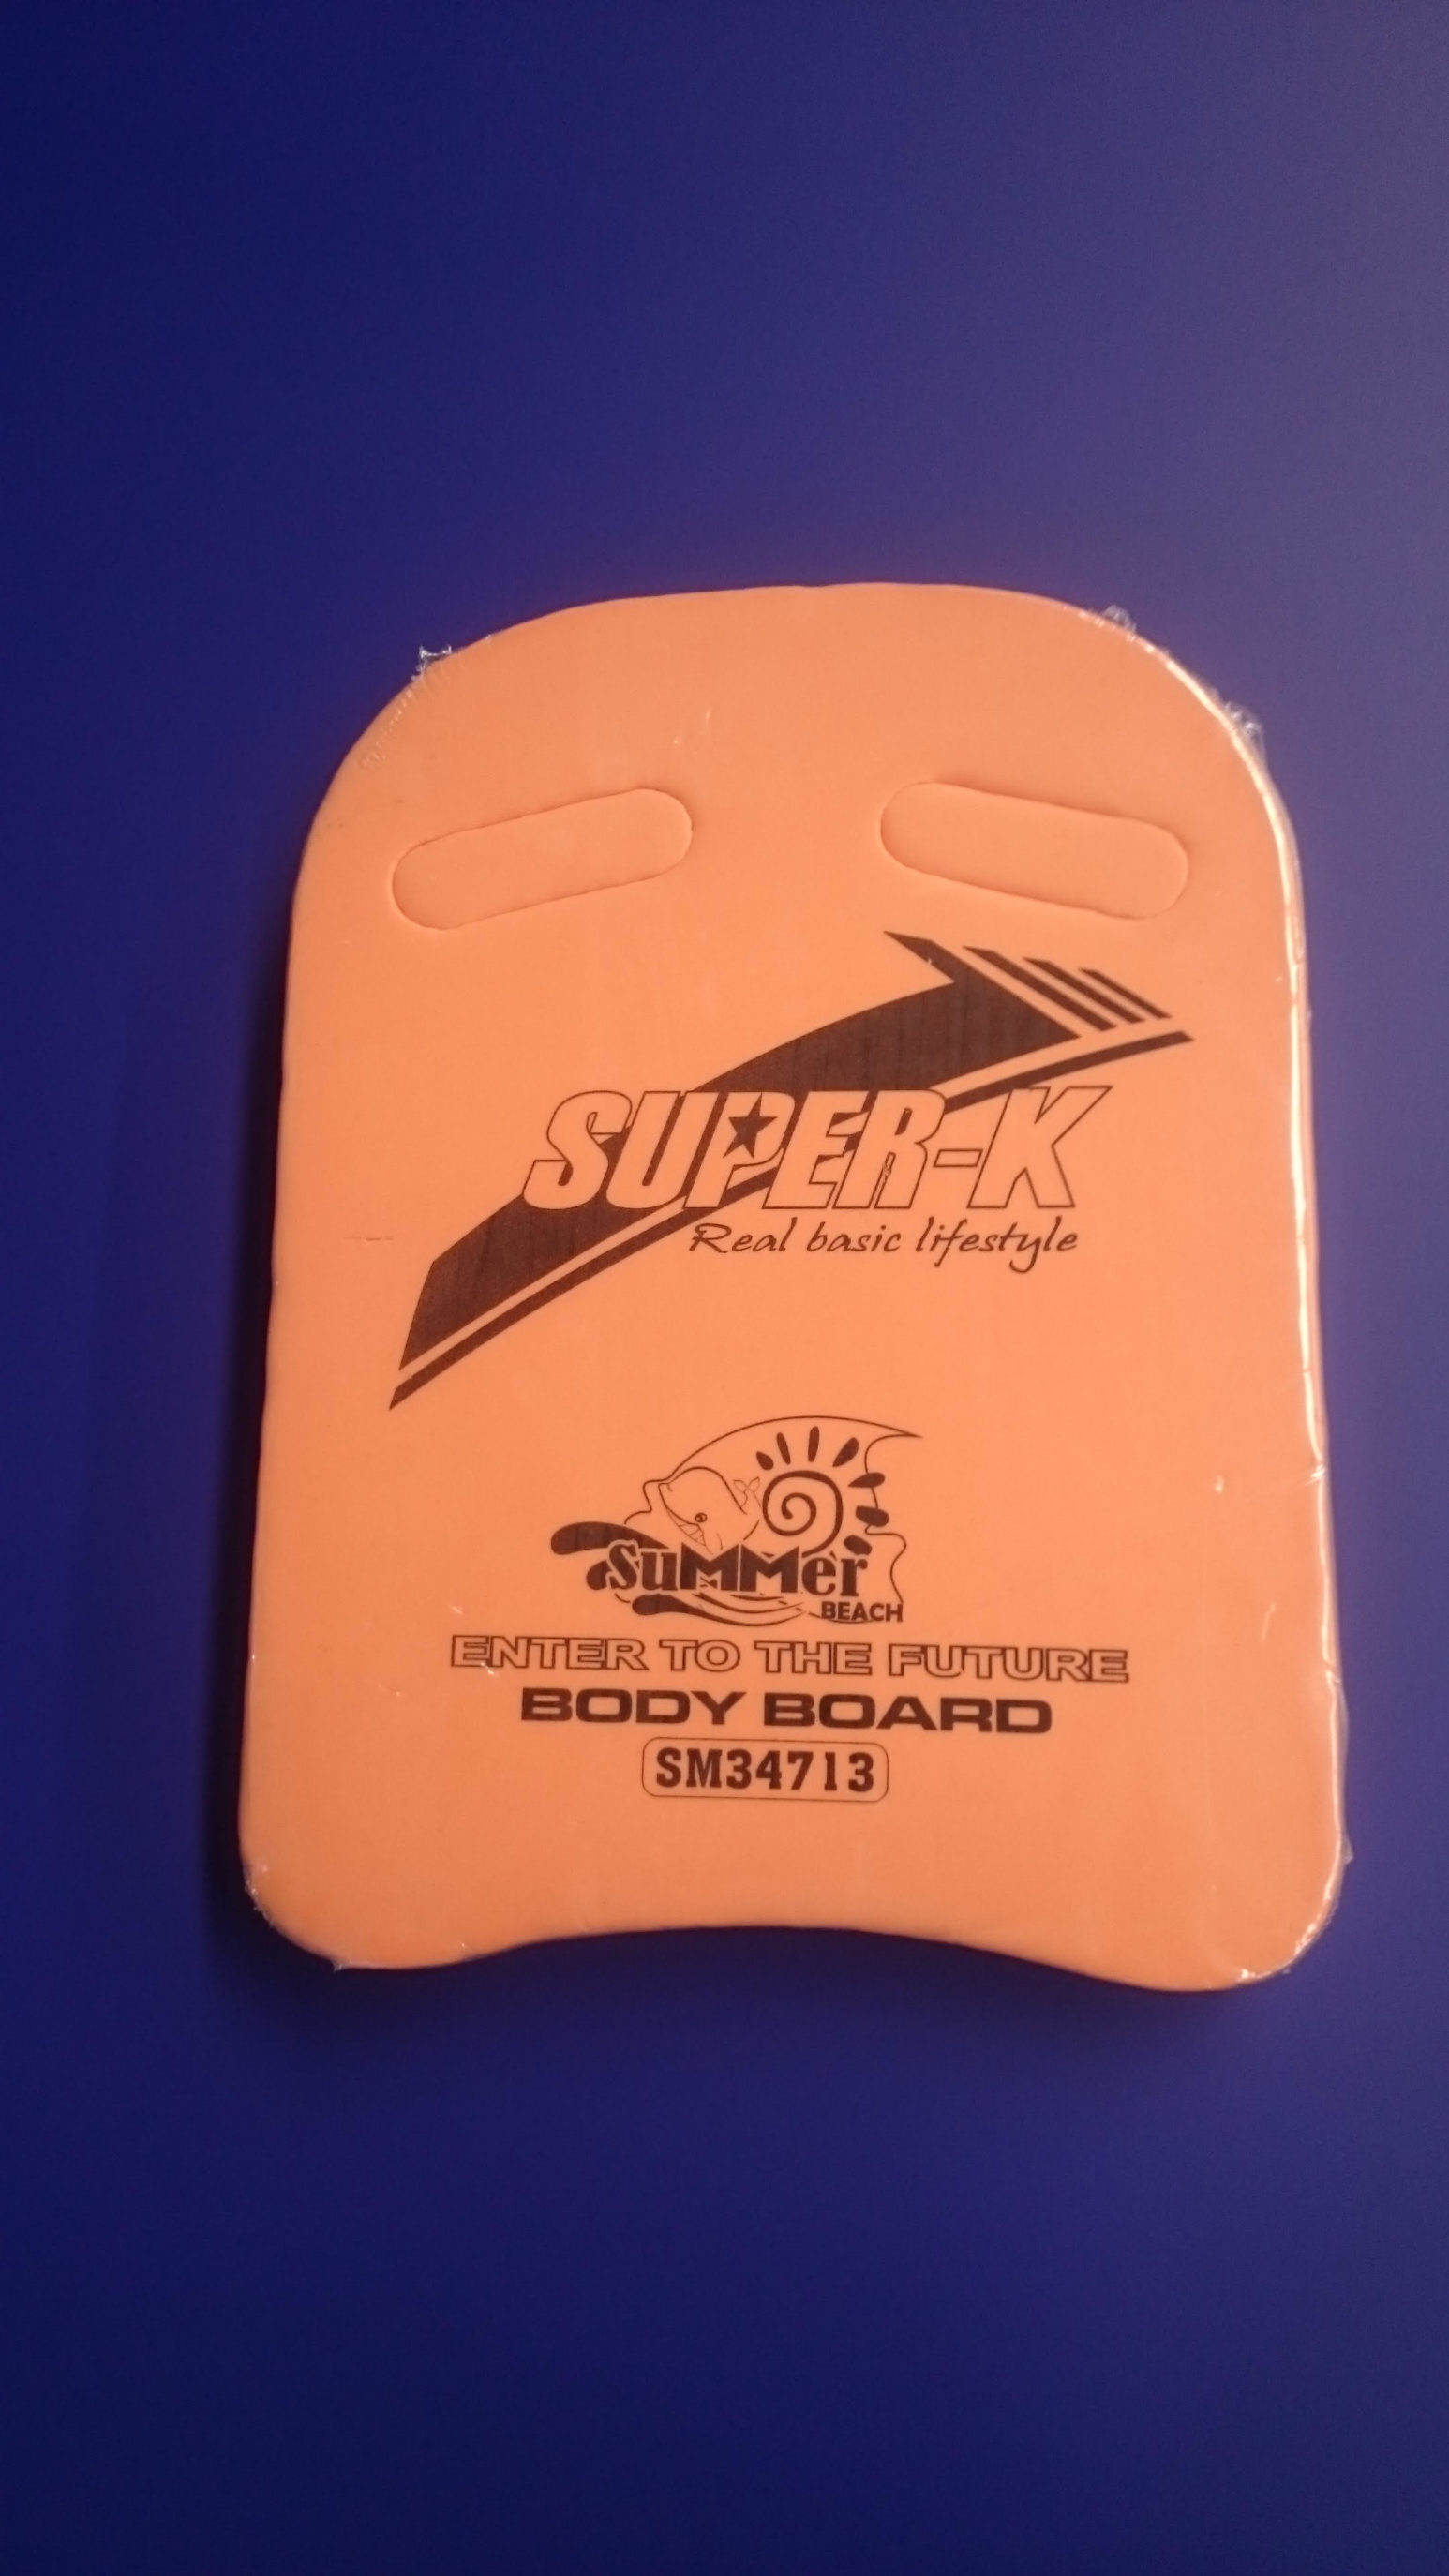 SUPER-K
Real basic lifestyle
SuMMer
BEACH
ENTER TO THE FUTURE
BODY BOARD
SM34713